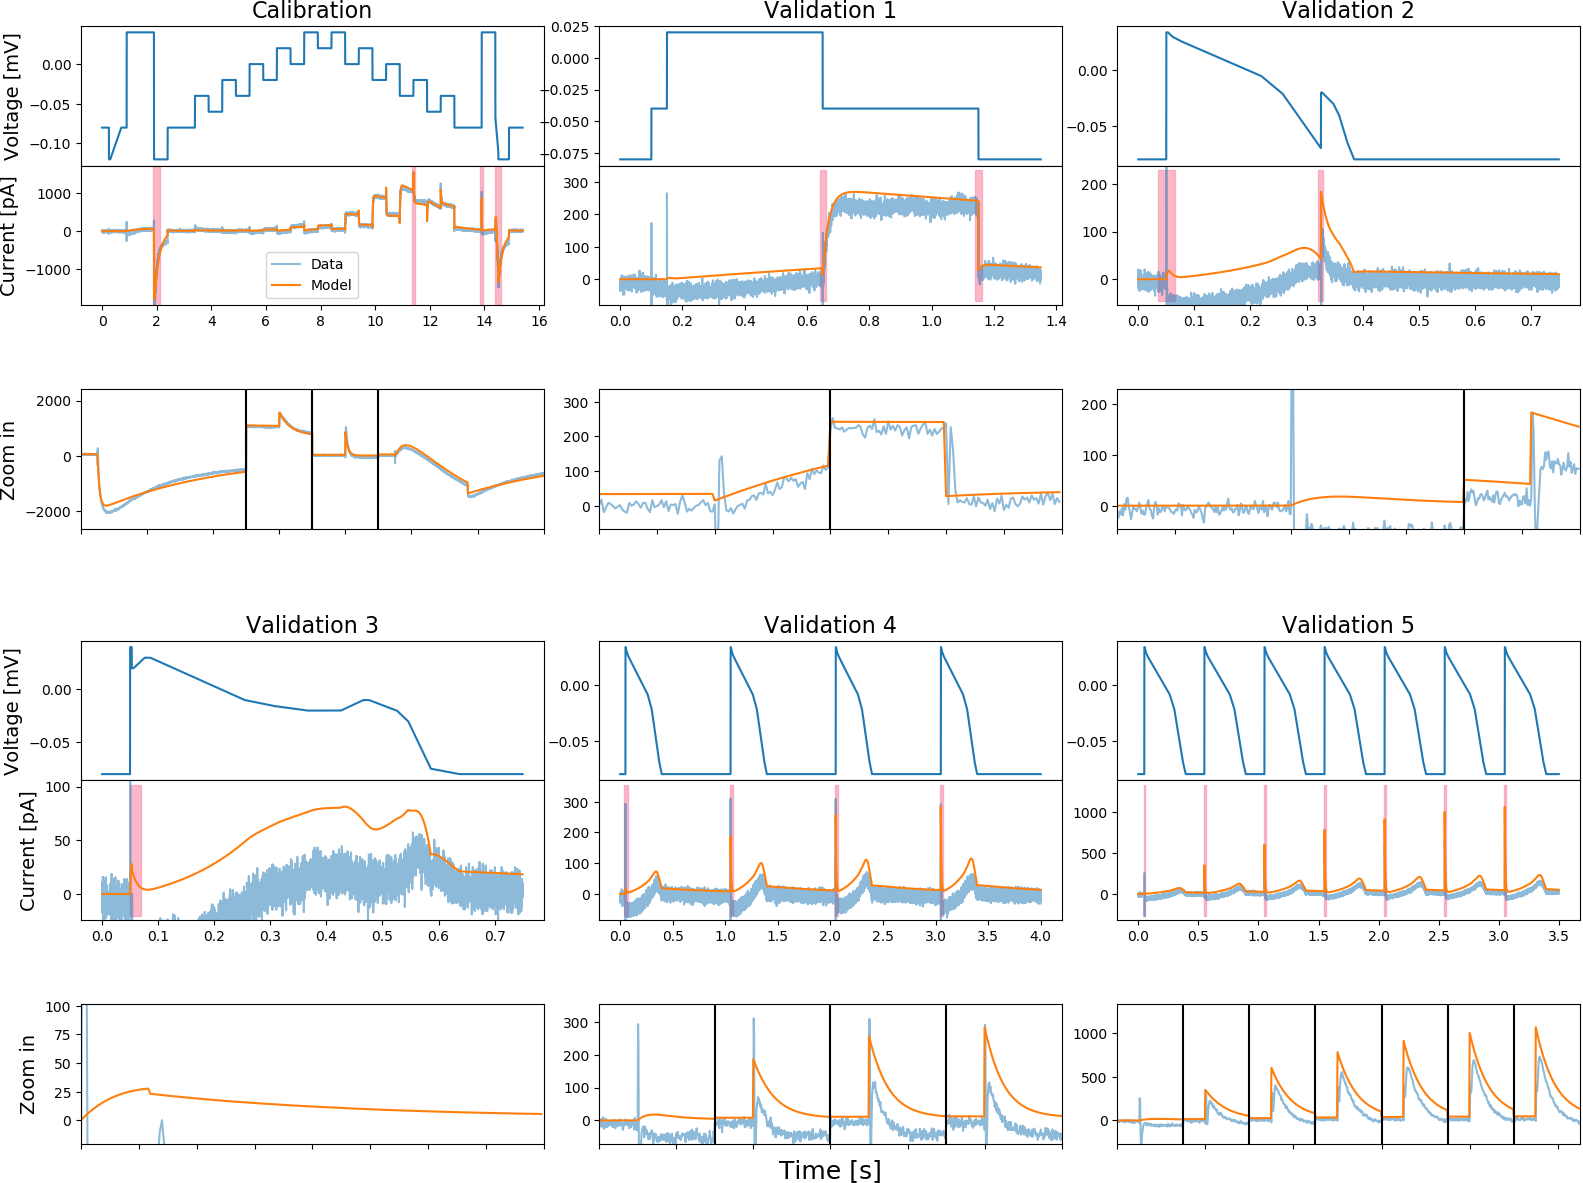 Calibration
Validation 1
Validation 2
Voltage [mV]
0.00
−0.05
−0.10
0.025
0.000
−0.025
−0.050
−0.075
0.00
−0.05
Current [pA]
1000
0
−1000
Data
Model
300
200
100
0
200
100
0
0 2 4 6 8 10 12 14 16
0.0 0.2 0.4 0.6 0.8 1.0 1.2 1.4
0.0 0.1 0.2 0.3 0.4 0.5 0.6 0.7
Zoom in
2000
0
−2000
300
200
100
0
200
100
0
Validation 3
Validation 4
Validation 5
Voltage [mV]
0.00
−0.05
0.00
−0.05
0.00
−0.05
Current [pA]
100
50
0
300
200
100
0
1000
500
0
0.0 0.1 0.2 0.3 0.4 0.5 0.6 0.7
0.0 0.5 1.0 1.5 2.0 2.5 3.0 3.5 4.0
0.0 0.5 1.0 1.5 2.0 2.5 3.0 3.5
Zoom in
100
75
50
25
0
300
200
100
0
1000
500
0
Time [s]